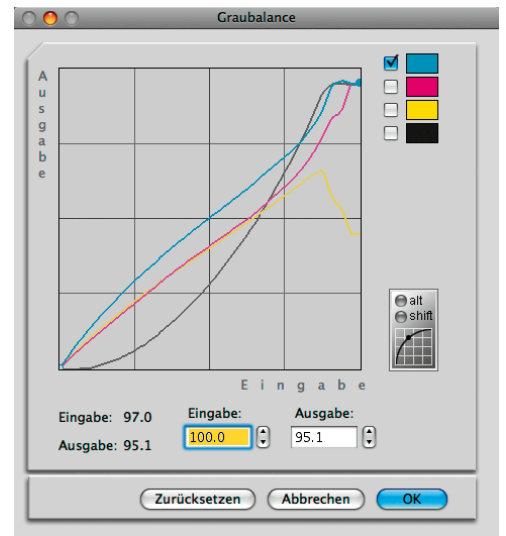 Graubalance
Ausgabe
alt
shift
Eingabe
Eingabe: 97.0
Ausgabe: 95.1
Eingabe:
100.0
Ausgabe:
95.1
Zurücksetzen
Abbrechen
OK